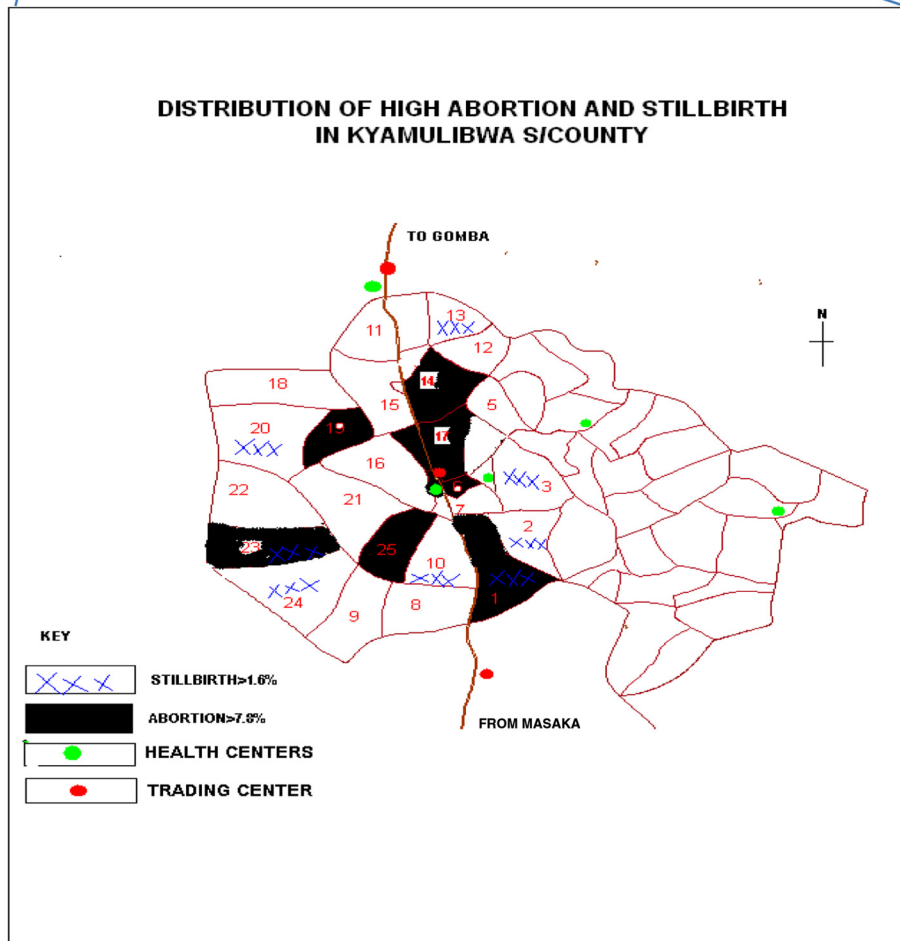 DISTRIBUTION OF HIGH ABORTION AND STILLBIRTH
IN KYAMULIBWA S/COUNTY
TO GOMBA
N
13
11
12
14
18
15
5
20
17
16
3
22
21
7
2
23
25
10
1
24
8
9
KEY
STILLBIRTH>1.6%
ABORTION>7.8%
FROM MASAKA
HEALTH CENTERS
TRADING CENTER